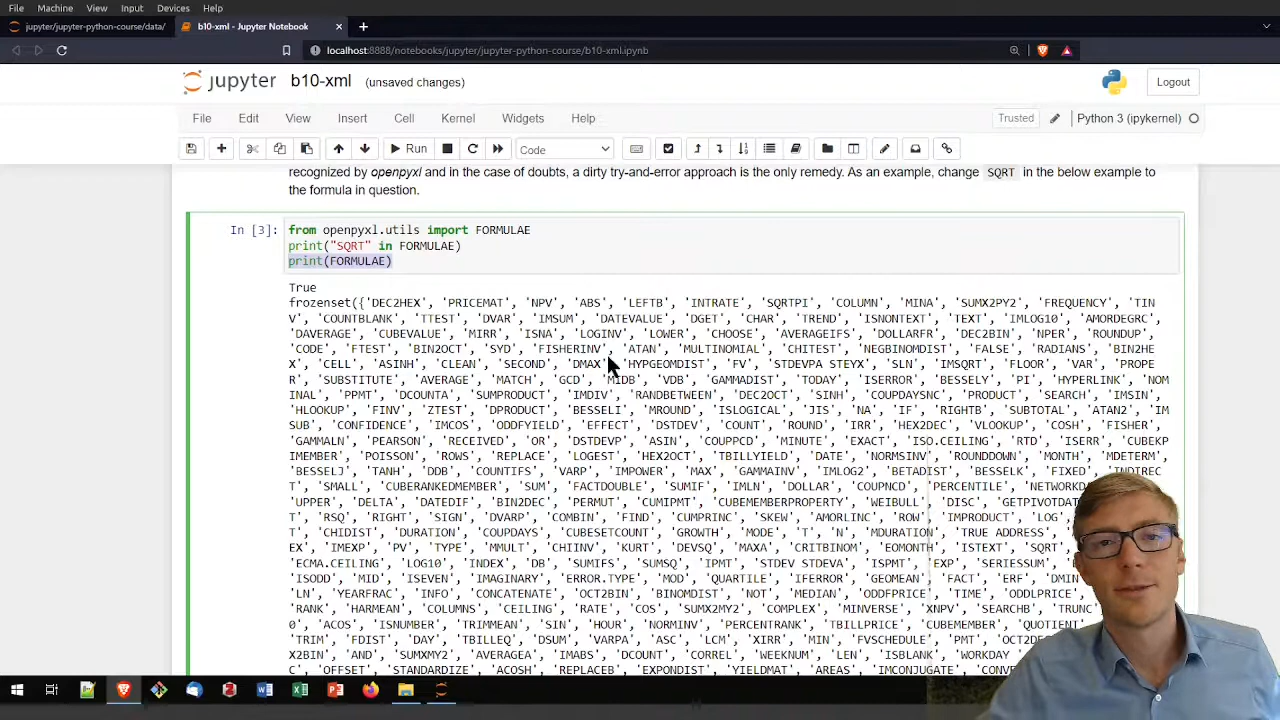 File Machine View Input Devices Help
jupyter/jupyter-python-course/data/ b10-xml - Jupyter Notebook
localhost:8888/notebooks/jupyter/jupyter-python-course/b10-xml.ipynb
jupyter b10-xml (unsaved changes) Logout
File Edit View Insert Cell Kernel Widgets Help Trusted Python 3 (ipykernel)
Run Code
recognized by openpyxl and in the case of doubts, a dirty try-and-error approach is the only remedy. As an example, change SQRT in the below example to
the formula in question.
In [3]: from openpyxl.utils import FORMULAE
print("SQRT" in FORMULAE)
print(FORMULAE)
True
frozenset({'DEC2HEX', 'PRICEMAT', 'NPV', 'ABS', 'LEFTB', 'INTRATE', 'SQRTPI', 'COLUMN', 'MINA', 'SUMX2PY2', 'FREQUENCY', 'TIN
V', 'COUNTBLANK', 'TTEST', 'DVAR', 'IMSUM', 'DATEVALUE', 'DGET', 'CHAR', 'TREND', 'ISNONTEXT', 'TEXT', 'IMLOG10', 'AMORDEGRC',
'DAVERAGE', 'CUBEVALUE', 'MIRR', 'ISNA', 'LOGINV', 'LOWER', 'CHOOSE', 'AVERAGEIFS', 'DOLLARFR', 'DEC2BIN', 'NPER', 'ROUNDUP',
'CODE', 'FTEST', 'BIN2OCT', 'SYD', 'FISHERINV', 'ATAN', 'MULTINOMIAL', 'CHITEST', 'NEGBINOMDIST', 'FALSE', 'RADIANS', 'BIN2HE
X', 'CELL', 'ASINH', 'CLEAN', 'SECOND', 'DMAX', 'HYPGEOMDIST', 'FV', 'STDEVPA STEYX', 'SLN', 'IMSQRT', 'FLOOR', 'VAR', 'PROPE
R', 'SUBSTITUTE', 'AVERAGE', 'MATCH', 'GCD', 'MIDB', 'VDB', 'GAMMADIST', 'TODAY', 'ISERROR', 'BESSELY', 'PI', 'HYPERLINK', 'NOM
INAL', 'PPMT', 'DCOUNTA', 'SUMPRODUCT', 'IMDIV', 'RANDBETWEEN', 'DEC2OCT', 'SINH', 'COUPDAYSNC', 'PRODUCT', 'SEARCH', 'IMSIN',
'HLOOKUP', 'FINV', 'ZTEST', 'DPRODUCT', 'BESSELI', 'MROUND', 'ISLOGICAL', 'JIS', 'NA', 'IF', 'RIGHTB', 'SUBTOTAL', 'ATAN2', 'IM
SUB', 'CONFIDENCE', 'IMCOS', 'ODDFYIELD', 'EFFECT', 'DSTDEV', 'COUNT', 'ROUND', 'IRR', 'HEX2DEC', 'VLOOKUP', 'COSH', 'FISHER',
'GAMMALN', 'PEARSON', 'RECEIVED', 'OR', 'DSTDEVP', 'ASIN', 'COUPPCD', 'MINUTE', 'EXACT', 'ISO.CEILING', 'RTD', 'ISERR', 'CUBEKP
IMEMBER', 'POISSON', 'ROWS', 'REPLACE', 'LOGEST', 'HEX2OCT', 'TBILLYIELD', 'DATE', 'NORMSINV', 'ROUNDDOWN', 'MONTH', 'MDETERM',
'BESSELJ', 'TANH', 'DDB', 'COUNTIFS', 'VARP', 'IMPOWER', 'MAX', 'GAMMAINV', 'IMLOG2', 'BETADIST', 'BESSELK', 'FIXED', 'INDIREC
T', 'SMALL', 'CUBERANKEDMEMBER', 'SUM', 'FACTDOUBLE', 'SUMIF', 'IMLN', 'DOLLAR', 'COUPNCD', 'PERCENTILE', 'NETWORKD
'UPPER', 'DELTA', 'DATEDIF', 'BIN2DEC', 'PERMUT', 'CUMIPMT', 'CUBEMEMBERPROPERTY', 'WEIBULL', 'DISC', 'GETPIVOTDA
T', 'RSQ', 'RIGHT', 'SIGN', 'DVARP', 'COMBIN', 'FIND', 'CUMPRINC', 'SKEW', 'AMORLINC', 'ROW', 'IMPRODUCT', 'LOG
T', 'CHIDIST', 'DURATION', 'COUPDAYS', 'CUBESETCOUNT', 'GROWTH', 'MODE', 'T', 'N', 'MDURATION', 'TRUE ADDRESS',
EX', 'IMEXP', 'PV', 'TYPE', 'MMULT', 'CHIINV', 'KURT', 'DEVSQ', 'MAXA', 'CRITBINOM', 'EOMONTH', 'ISTEXT', 'SQRT
'ECMA.CEILING', 'LOG10', 'INDEX', 'DB', 'SUMIFS', 'SUMSQ', 'IPMT', 'STDEV STDEVA', 'ISPMT', 'EXP', 'SERIESSUM',
'ISODD', 'MID', 'ISEVEN', 'IMAGINARY', 'ERROR.TYPE', 'MOD', 'QUARTILE', 'IFERROR', 'GEOMEAN', 'FACT', 'ERF', 'DMIN
'LN', 'YEARFRAC', 'INFO', 'CONCATENATE', 'OCT2BIN', 'BINOMDIST', 'NOT', 'MEDIAN', 'ODDFPRICE', 'TIME', 'ODDLPRICE'
'RANK', 'HARMEAN', 'COLUMNS', 'CEILING', 'RATE', 'COS', 'SUMX2MY2', 'COMPLEX', 'MINVERSE', 'XNPV', 'SEARCHB', 'TRUNC
0', 'ACOS', 'ISNUMBER', 'TRIMMEAN', 'SIN', 'HOUR', 'NORMINV', 'PERCENTRANK', 'TBILLPRICE', 'CUBEMEMBER', 'QUOTIENT
'TRIM', 'FDIST', 'DAY', 'TBILLEQ', 'DSUM', 'VARPA', 'ASC', 'LCM', 'XIRR', 'MIN', 'FVSCHEDULE', 'PMT', 'OCT2DEC
X2BIN', 'AND', 'SUMXMY2', 'AVERAGEA', 'IMABS', 'DCOUNT', 'CORREL', 'WEEKNUM', 'LEN', 'ISBLANK', 'WORKDAY
C', 'OFFSET', 'STANDARDIZE', 'ACOSH', 'REPLACEB', 'EXPONDIST', 'YIELDMAT', 'AREAS', 'IMCONJUGATE', 'CONVE